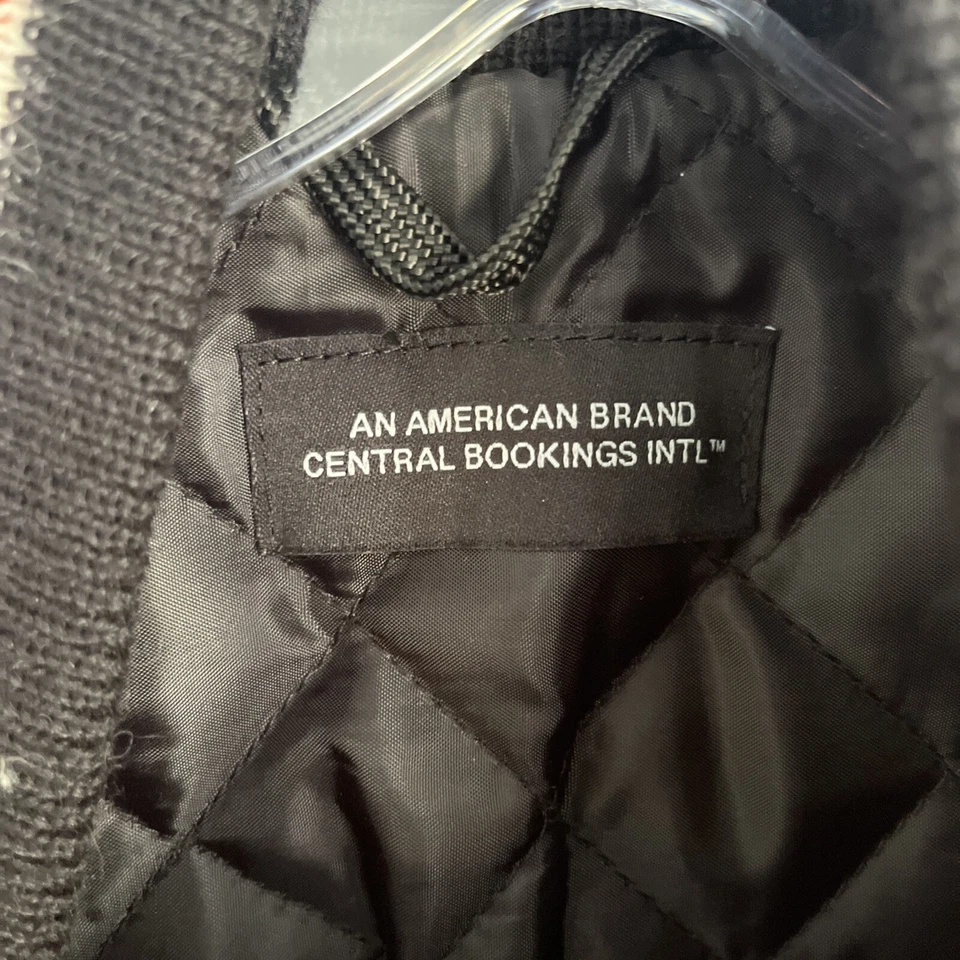 AN AMERICAN BRAND
CENTRAL BOOKINGS INTL™